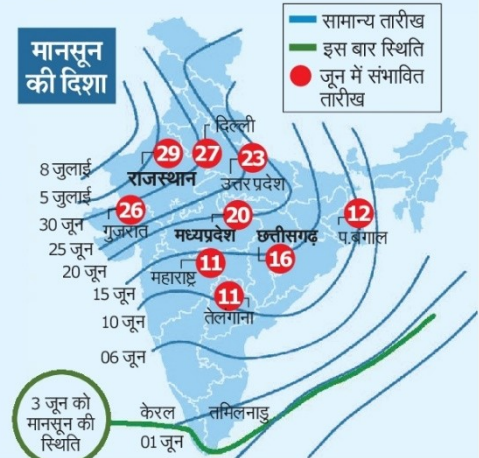 मानसून
की दिशा
सामान्य तारीख
इस बार स्थिति
जून में संभावित
तारीख
दिल्ली
29
27
23
राजस्थान
उत्तर प्रदेश
8 जुलाई
5 जुलाई
30 जून
26
गुजरात
20
12
मध्यप्रदेश
छत्तीसगढ़
प.बंगाल
25 जून
20 जून
11
16
महाराष्ट्र
15 जून
11
तेलंगाना
10 जून
06 जून
3 जून को
मानसून की
स्थिति
केरल
तमिलनाडु
01 जून